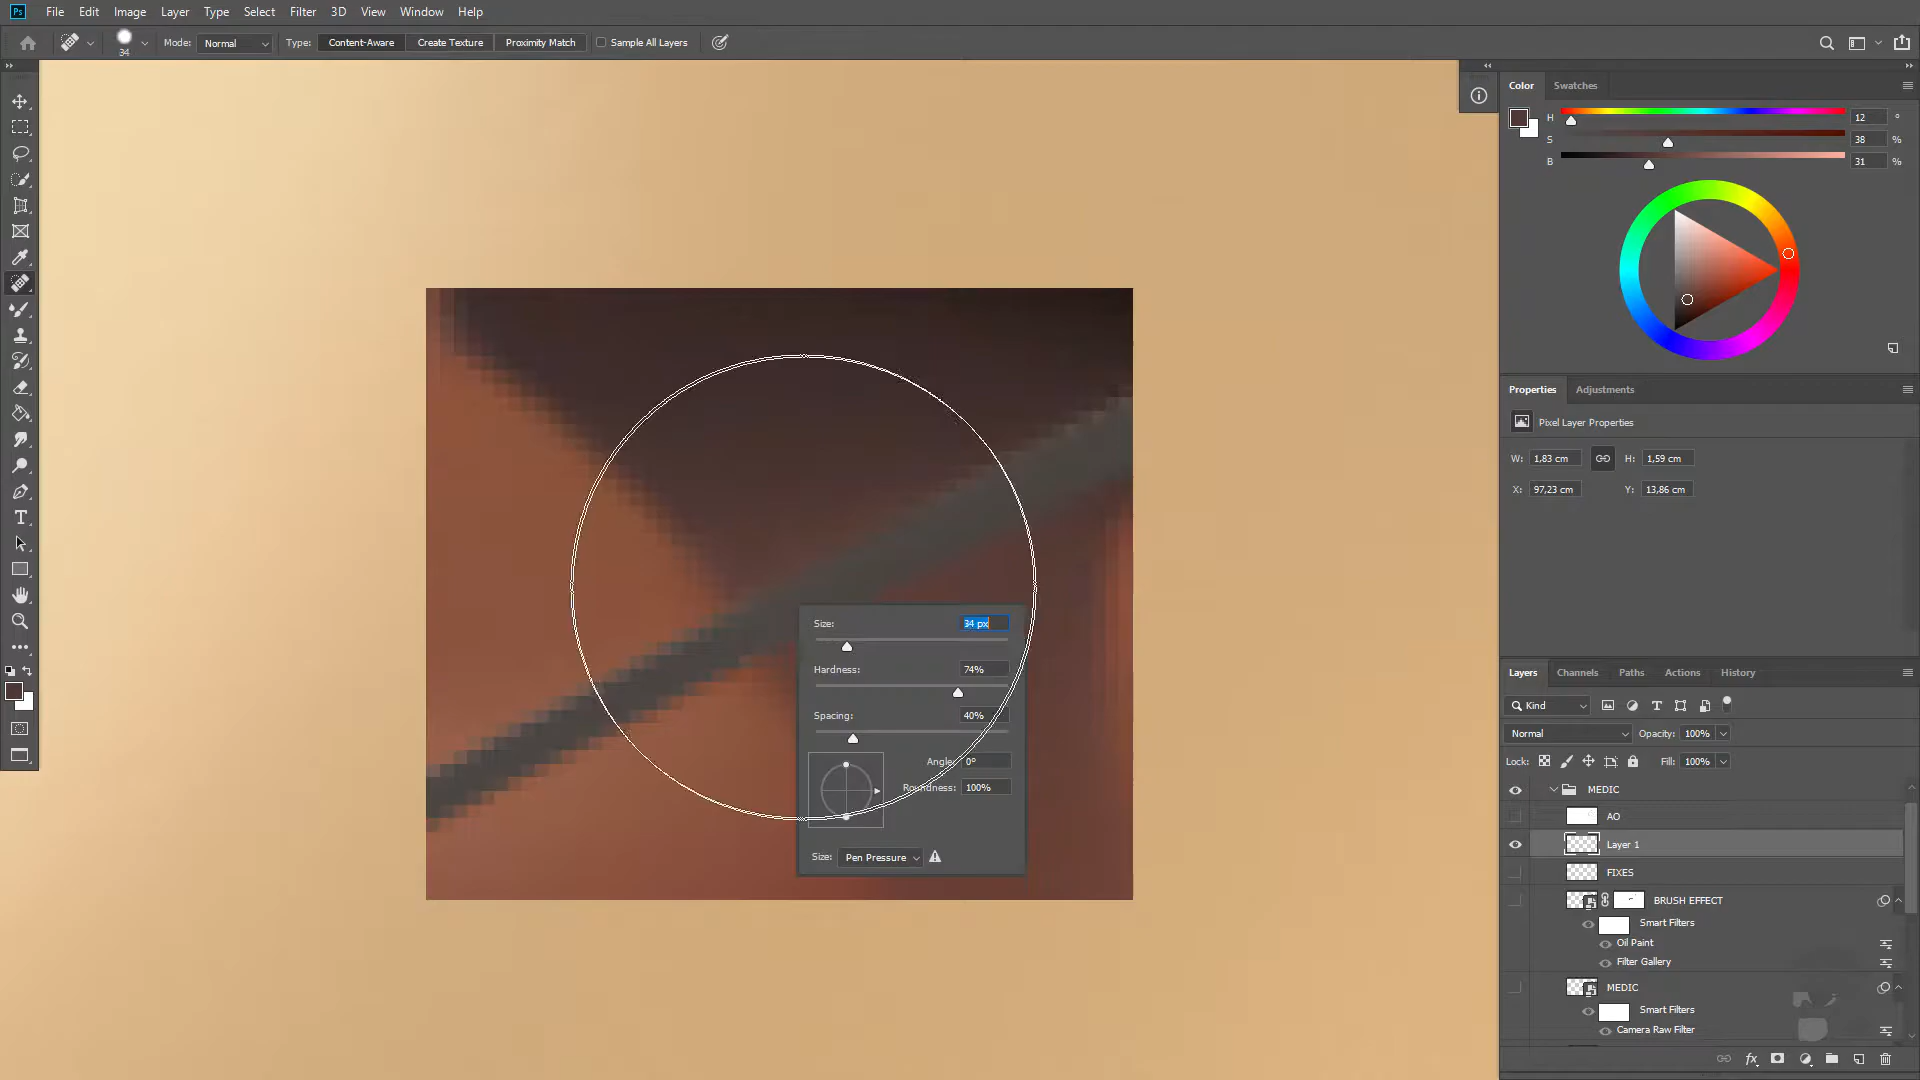 Ps File Edit Image Layer Type Select Filter 3D View Window Help
34 Mode: Normal Type: Content-Aware Create Texture Proximity Match Sample All Layers
Color Swatches
H 12 °
S 38 %
B 31 %
Properties Adjustments
Pixel Layer Properties
W: 1,83 cm H: 1,59 cm
X: 97,23 cm Y: 13,86 cm
Size: 34 px
Hardness: 74%
Spacing: 40%
Angle: 0º
Roundness: 100%
Size: Pen Pressure
Layers Channels Paths Actions History
Kind
Normal Opacity: 100%
Lock: Fill: 100%
MEDIC
AO
Layer 1
FIXES
BRUSH EFFECT
Smart Filters
Oil Paint
Filter Gallery
MEDIC
Smart Filters
Camera Raw Filter
fx